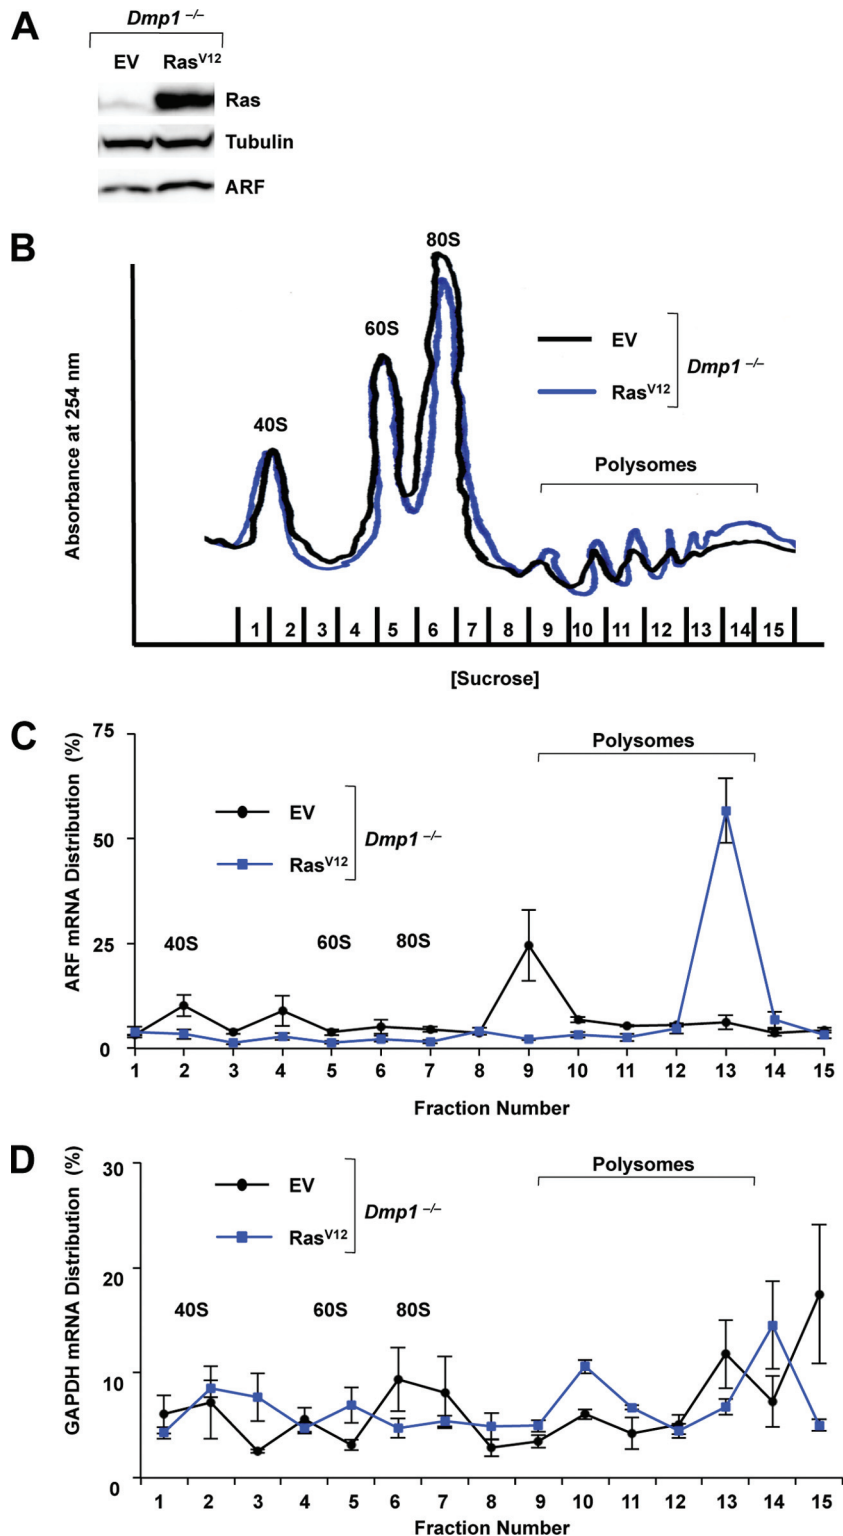 A
Dmp1 –/–
EV RasV12
Ras
Tubulin
ARF
B
80S
60S
40S
EV
RasV12
Dmp1 –/–
Polysomes
Absorbance at 254 nm
1 2 3 4 5 6 7 8 9 10 11 12 13 14 15
[Sucrose]
C
Polysomes
EV
RasV12
Dmp1 –/–
40S 60S 80S
ARF mRNA Distribution (%)
75
50
25
0
1 2 3 4 5 6 7 8 9 10 11 12 13 14 15
Fraction Number
D
Polysomes
EV
RasV12
Dmp1 –/–
40S 60S 80S
GAPDH mRNA Distribution (%)
30
20
10
0
1 2 3 4 5 6 7 8 9 10 11 12 13 14 15
Fraction Number